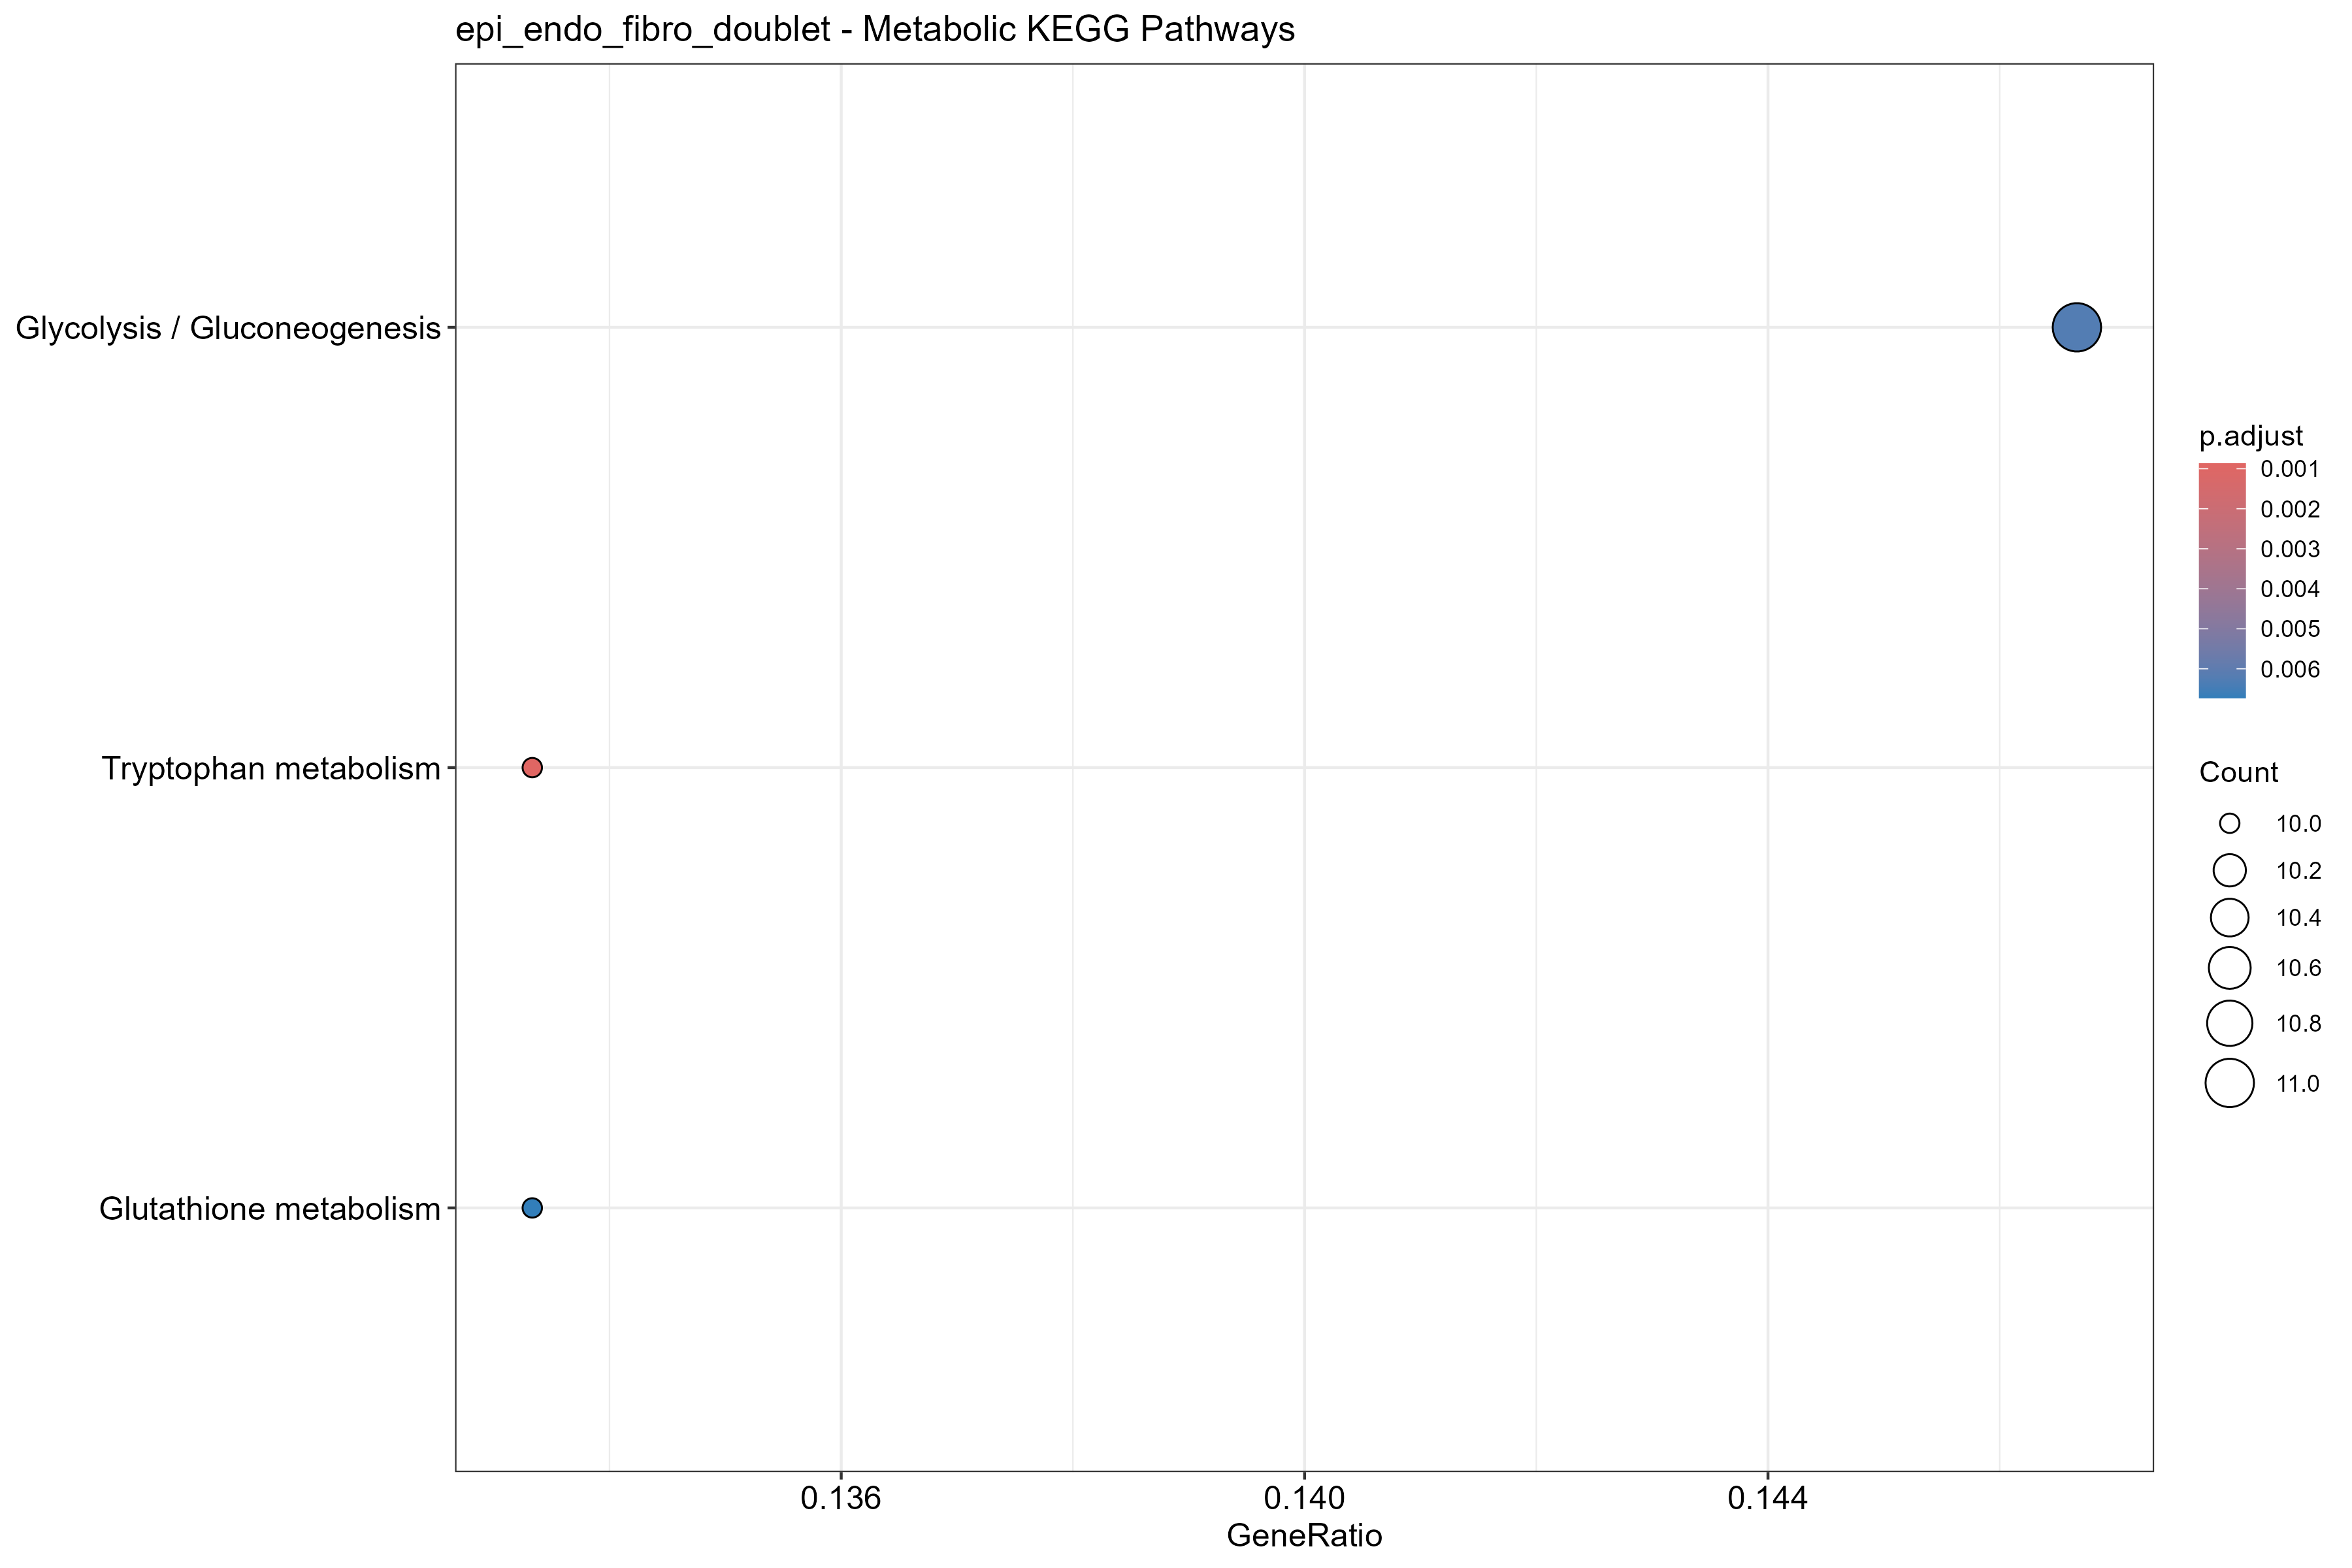 epi_endo_fibro_doublet - Metabolic KEGG Pathways
Glycolysis / Gluconeogenesis
Tryptophan metabolism
Glutathione metabolism
0.136
0.140
0.144
GeneRatio
p.adjust
0.001
0.002
0.003
0.004
0.005
0.006
Count
10.0
10.2
10.4
10.6
10.8
11.0